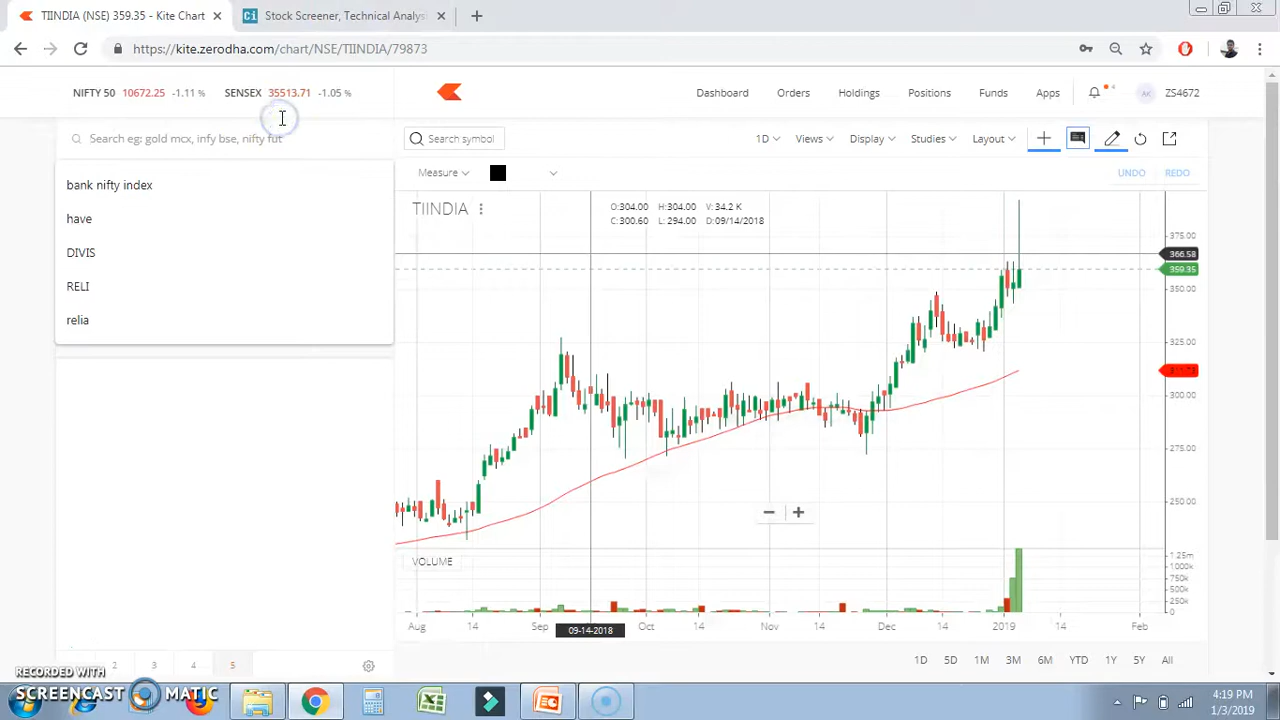 TIINDIA (NSE) 359.35 - Kite Chart
Ci Stock Screener, Technical Analys
https://kite.zerodha.com/chart/NSE/TIINDIA/79873
NIFTY 50 10672.25 -1.11 % SENSEX 35513.71 -1.05 %
Dashboard Orders Holdings Positions Funds Apps 4 AK ZS4672
Search eg: gold mcx, infy bse, nifty fut
Search symbol 1D Views Display Studies Layout
bank nifty index
have
DIVIS
RELI
relia
Measure UNDO REDO
TIINDIA O:304.00 H:304.00 V: 34.2 K
C: 300.60 L: 294.00 D: 09/14/2018
375.00
366.58
359.35
350.00
325.00
300.00
275.00
250.00
VOLUME
1.25m
1000k
750k
500k
250k
0
Aug 14 Sep 09-14-2018 Oct 14 Nov 14 Dec 14 2019 14 Feb
2 3 4 5
1D 5D 1M 3M 6M YTD 1Y 5Y All
RECORDED WITH
SCREENCAST MATIC
4:19 PM
1/3/2019